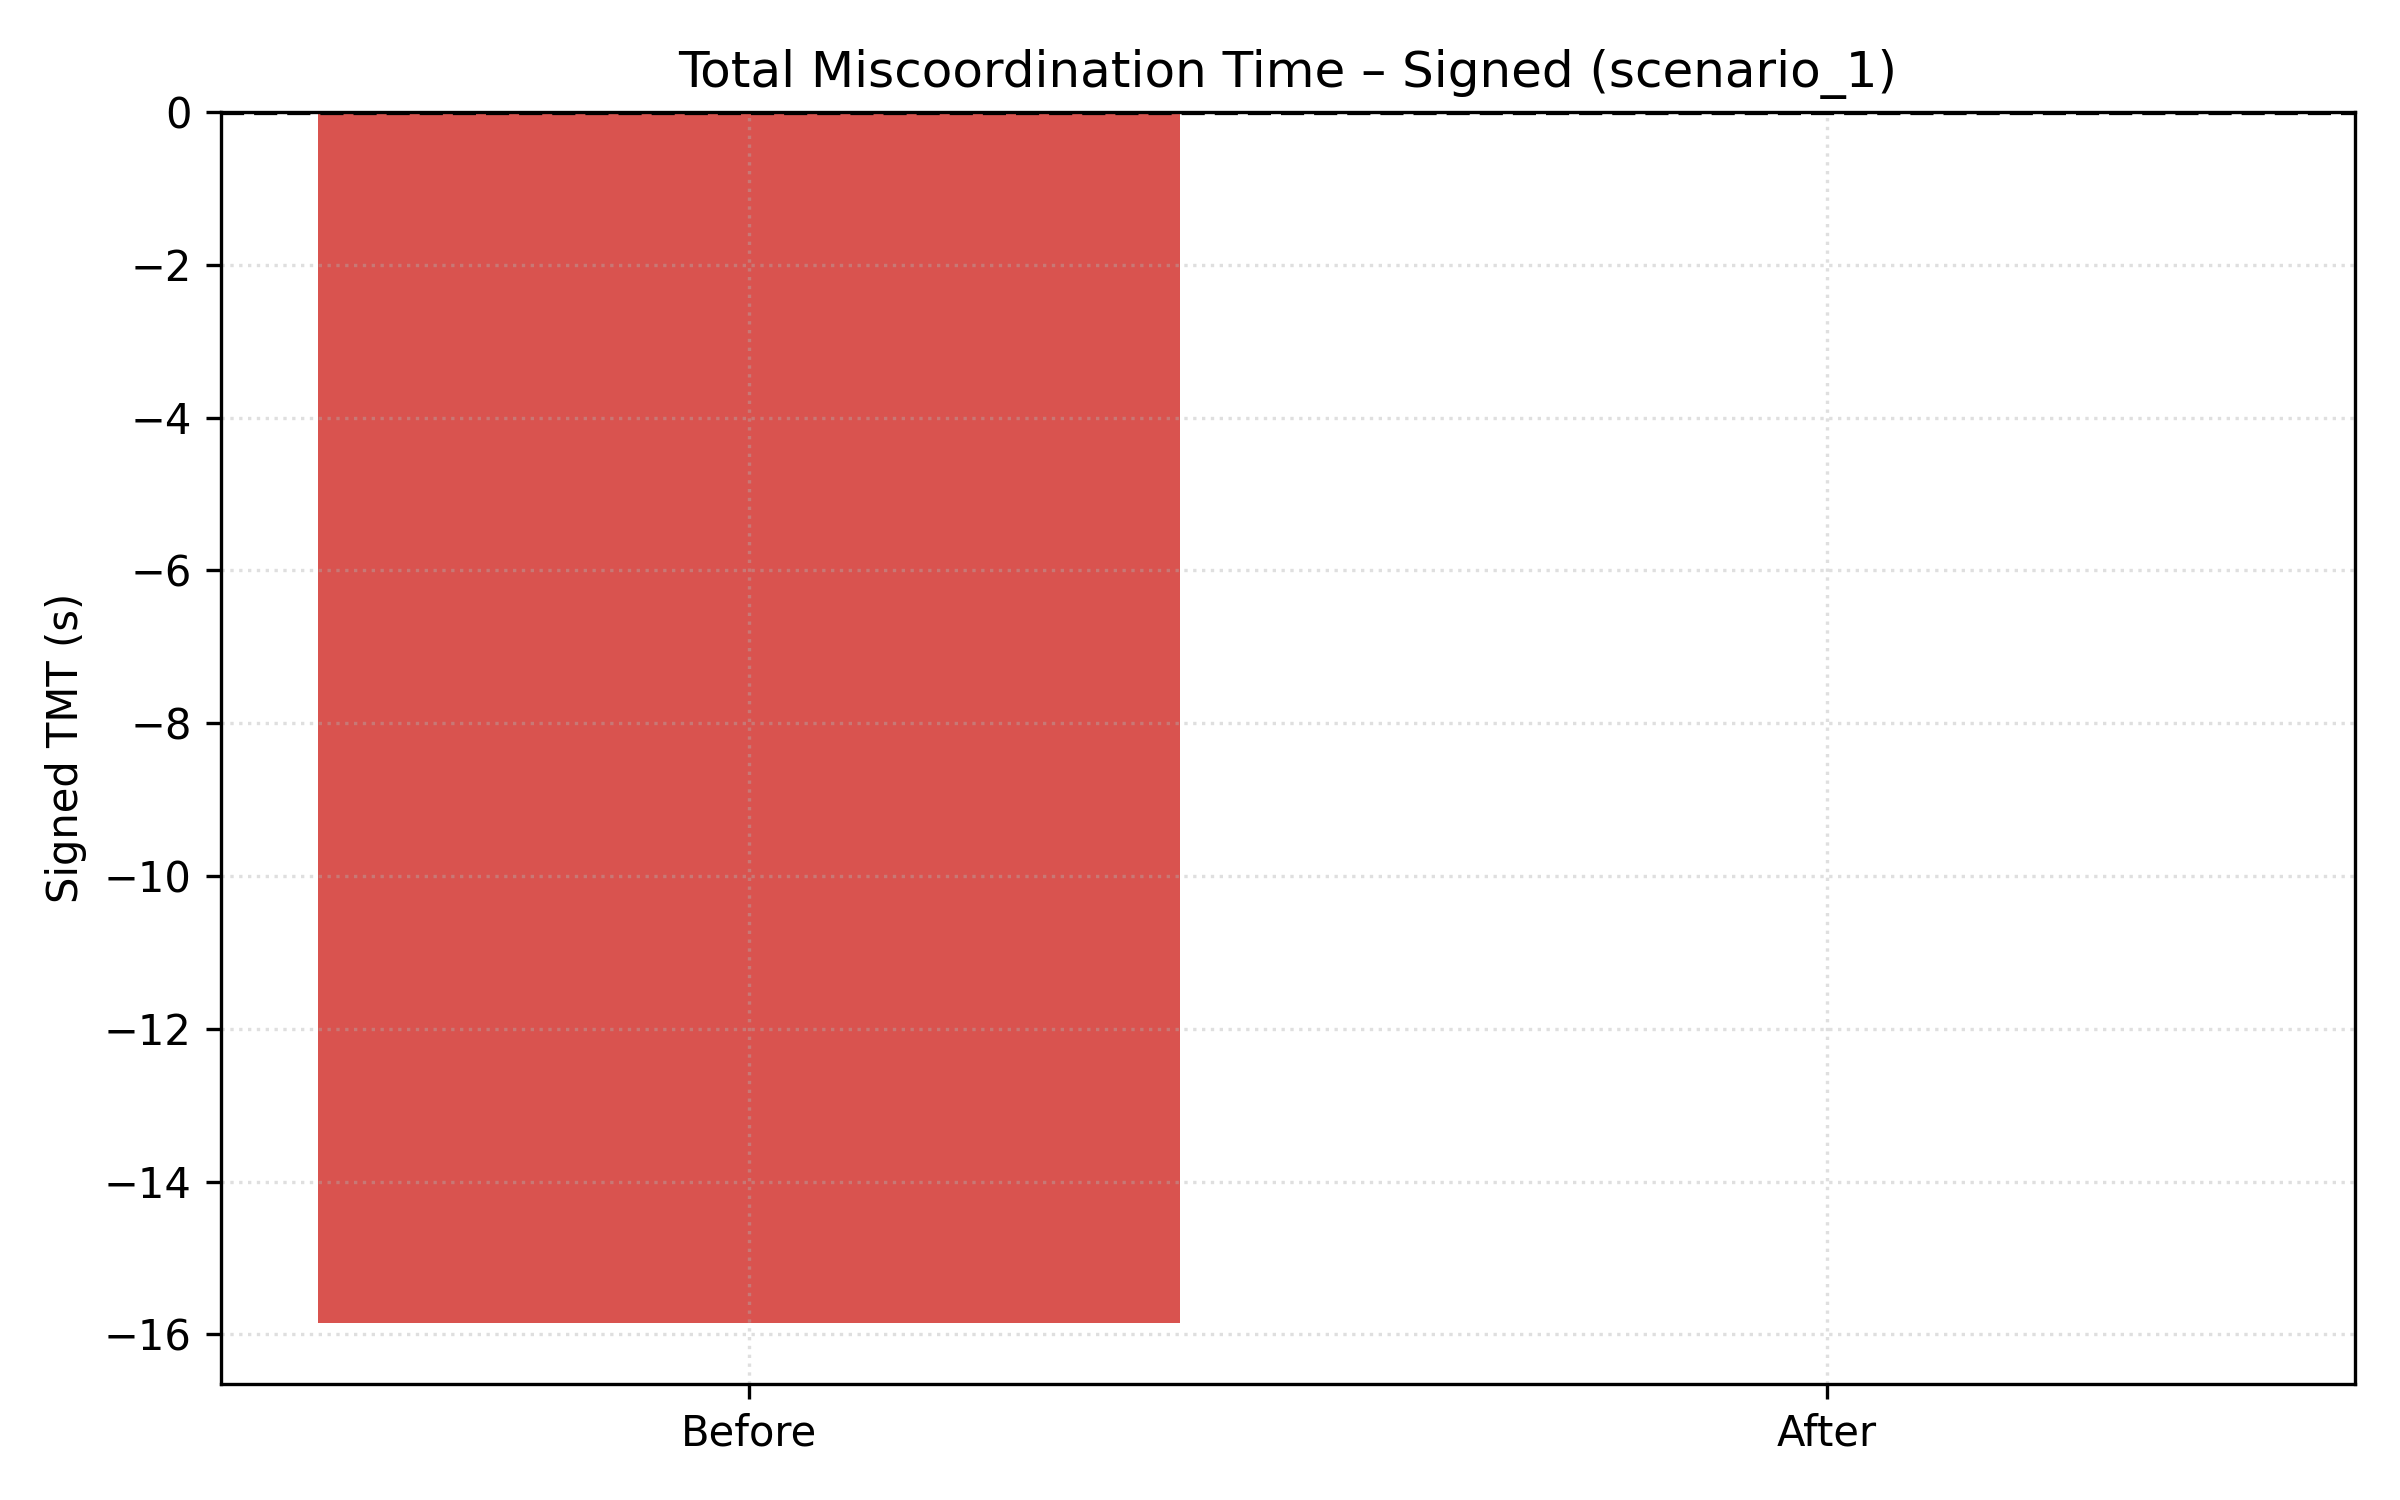 Total Miscoordination Time – Signed (scenario_1)
0
−2
−4
−6
−8
−10
−12
−14
−16
Signed TMT (s)
Before
After